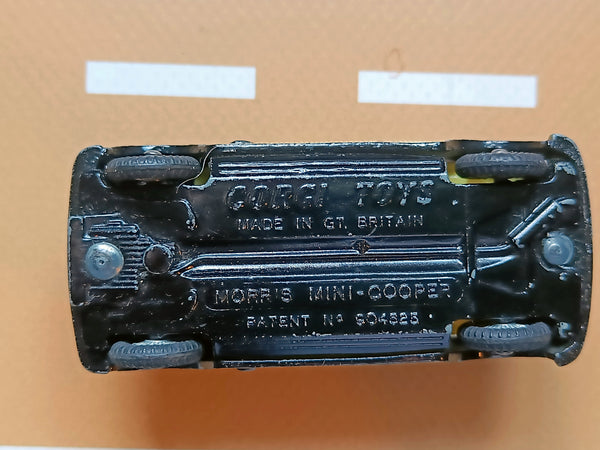 CORGI TOYS
MADE IN GT. BRITAIN
MORRIS MINI-COOPER
PATENT Nº 904525